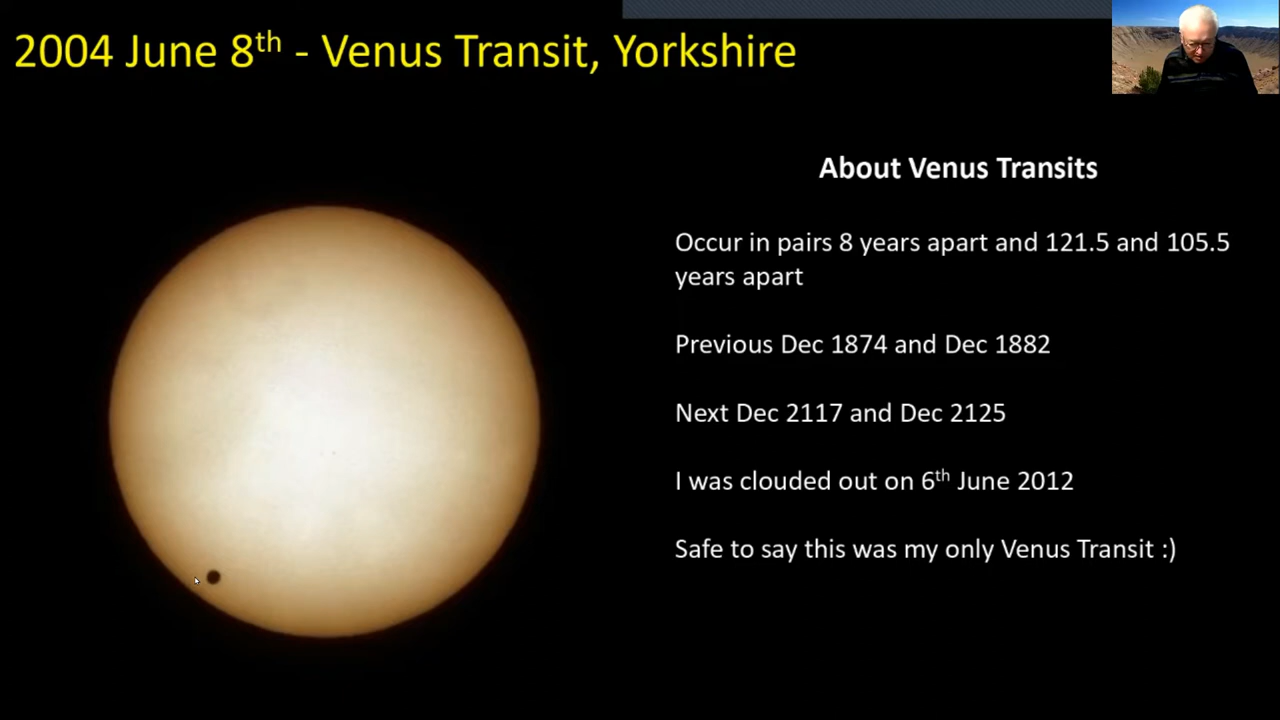 2004 June 8th - Venus Transit, Yorkshire
About Venus Transits
Occur in pairs 8 years apart and 121.5 and 105.5
years apart
Previous Dec 1874 and Dec 1882
Next Dec 2117 and Dec 2125
I was clouded out on 6th June 2012
Safe to say this was my only Venus Transit :)